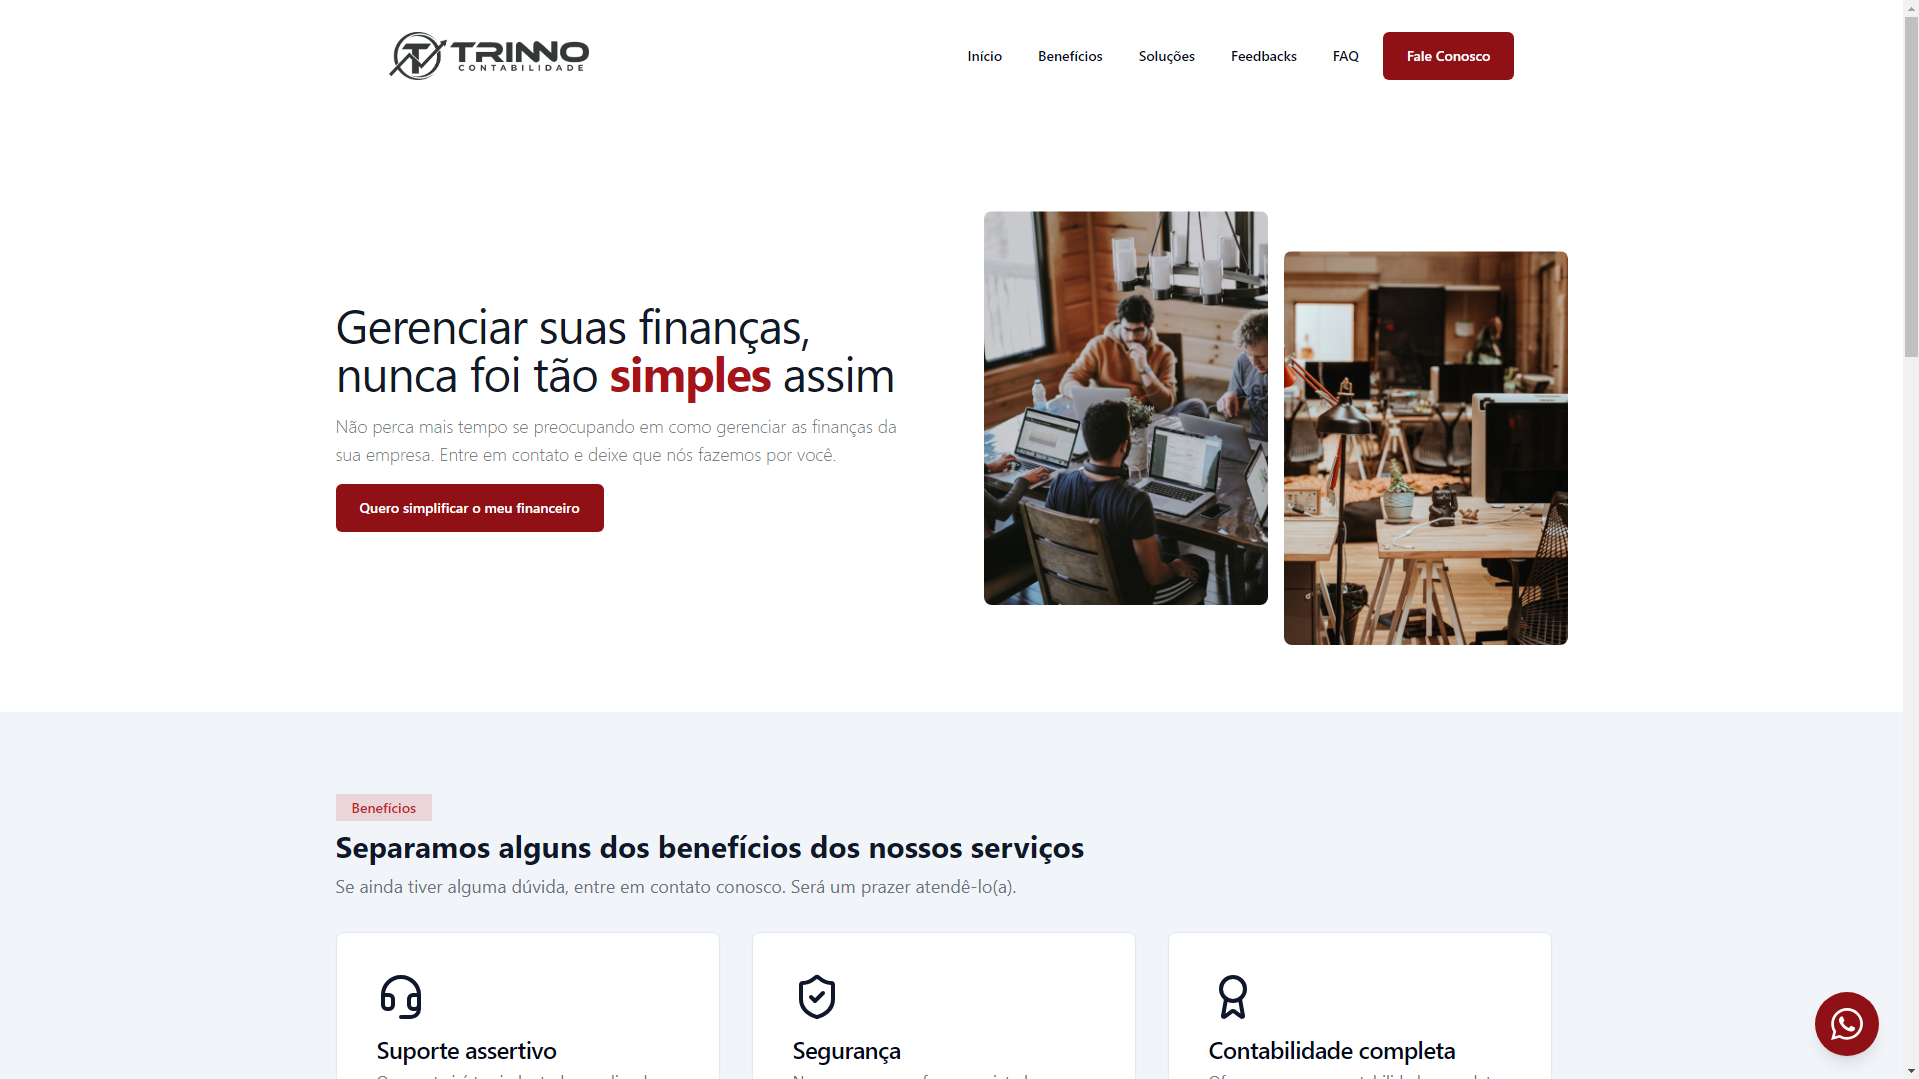 TRINNO
CONTABILIDADE
Início
Benefícios
Soluções
Feedbacks
FAQ
Fale Conosco
Gerenciar suas finanças,
nunca foi tão simples assim
Não perca mais tempo se preocupando em como gerenciar as finanças da
sua empresa. Entre em contato e deixe que nós fazemos por você.
Quero simplificar o meu financeiro
Benefícios
Separamos alguns dos benefícios dos nossos serviços
Se ainda tiver alguma dúvida, entre em contato conosco. Será um prazer atendê-lo(a).
Suporte assertivo
Segurança
Contabilidade completa